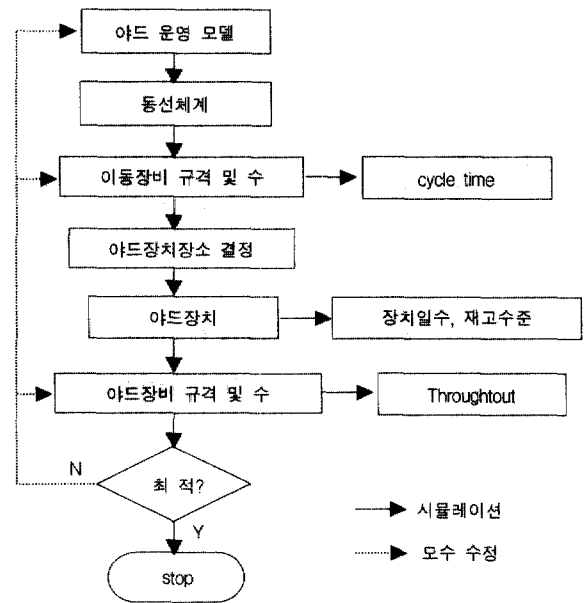 야드 운영 모델
동선체계
이동장비 규격 및 수
cycle time
야드장치장소 결정
야드장치
장치일수, 재고수준
야드장비 규격 및 수
Throughtout
N
최 적?
Y
시뮬레이션
모수 수정
stop